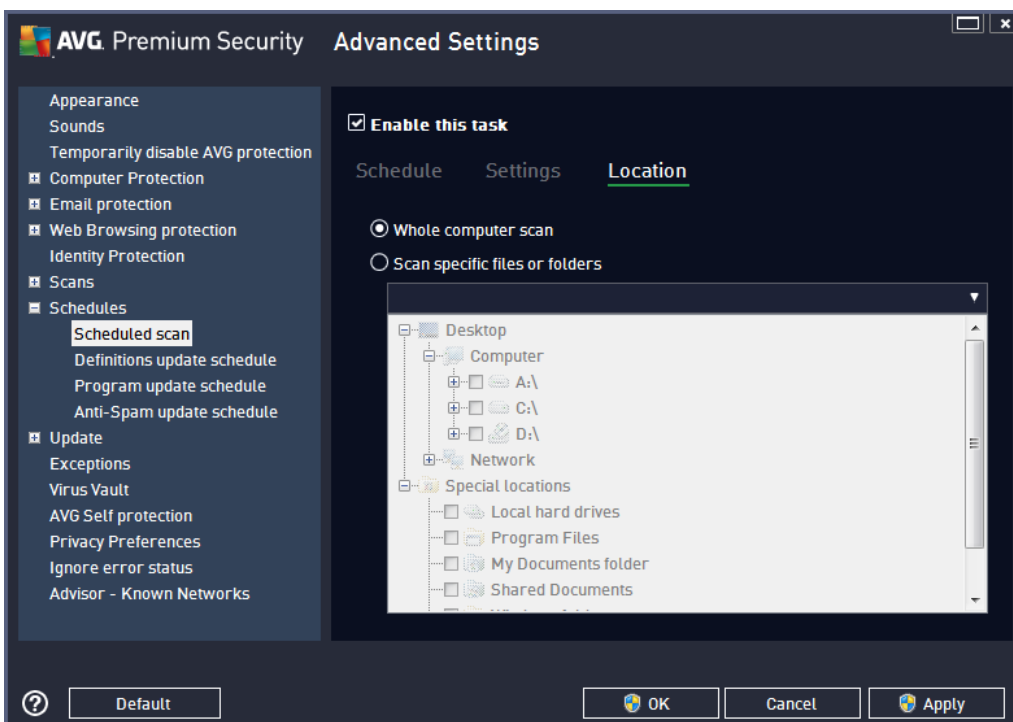 AVG. Premium Security Advanced Settings
Appearance
Sounds
Temporarily disable AVG protection
Computer Protection
Email protection
Web Browsing protection
Identity Protection
Scans
Schedules
Scheduled scan
Definitions update schedule
Program update schedule
Anti-Spam update schedule
Update
Exceptions
Virus Vault
AVG Self protection
Privacy Preferences
Ignore error status
Advisor - Known Networks
Enable this task
Schedule Settings Location
Whole computer scan
Scan specific files or folders
Desktop
Computer
A:\
C:\
D:\
Network
Special locations
Local hard drives
Program Files
My Documents folder
Shared Documents
Default OK Cancel Apply